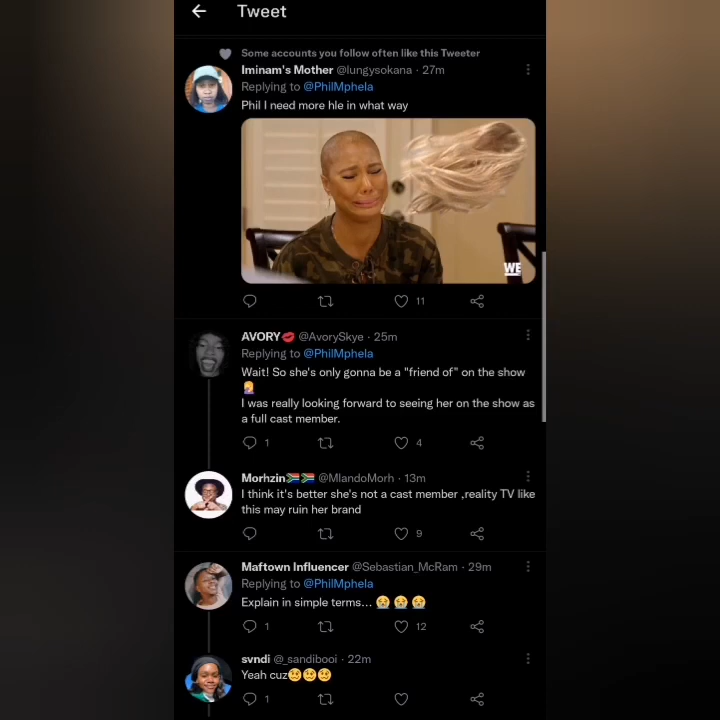 Tweet
Some accounts you follow often like this Tweeter
Iminam's Mother @lungysokana · 27m
Replying to @PhilMphela
Phil I need more hle in what way
WE
11
AVORY💋 @AvorySkye · 25m
Replying to @PhilMphela
Wait! So she's only gonna be a "friend of" on the show
🤦‍♀️
I was really looking forward to seeing her on the show as
a full cast member.
1 4
Morhzin🇿🇦🇿🇦 @MlandoMorh · 13m
I think it's better she's not a cast member ,reality TV like
this may ruin her brand
9
Maftown Influencer @Sebastian_McRam · 29m
Replying to @PhilMphela
Explain in simple terms... 😭 😭 😭
1 12
svndi @_sandibooi · 22m
Yeah cuz🥴🥴🥴
1